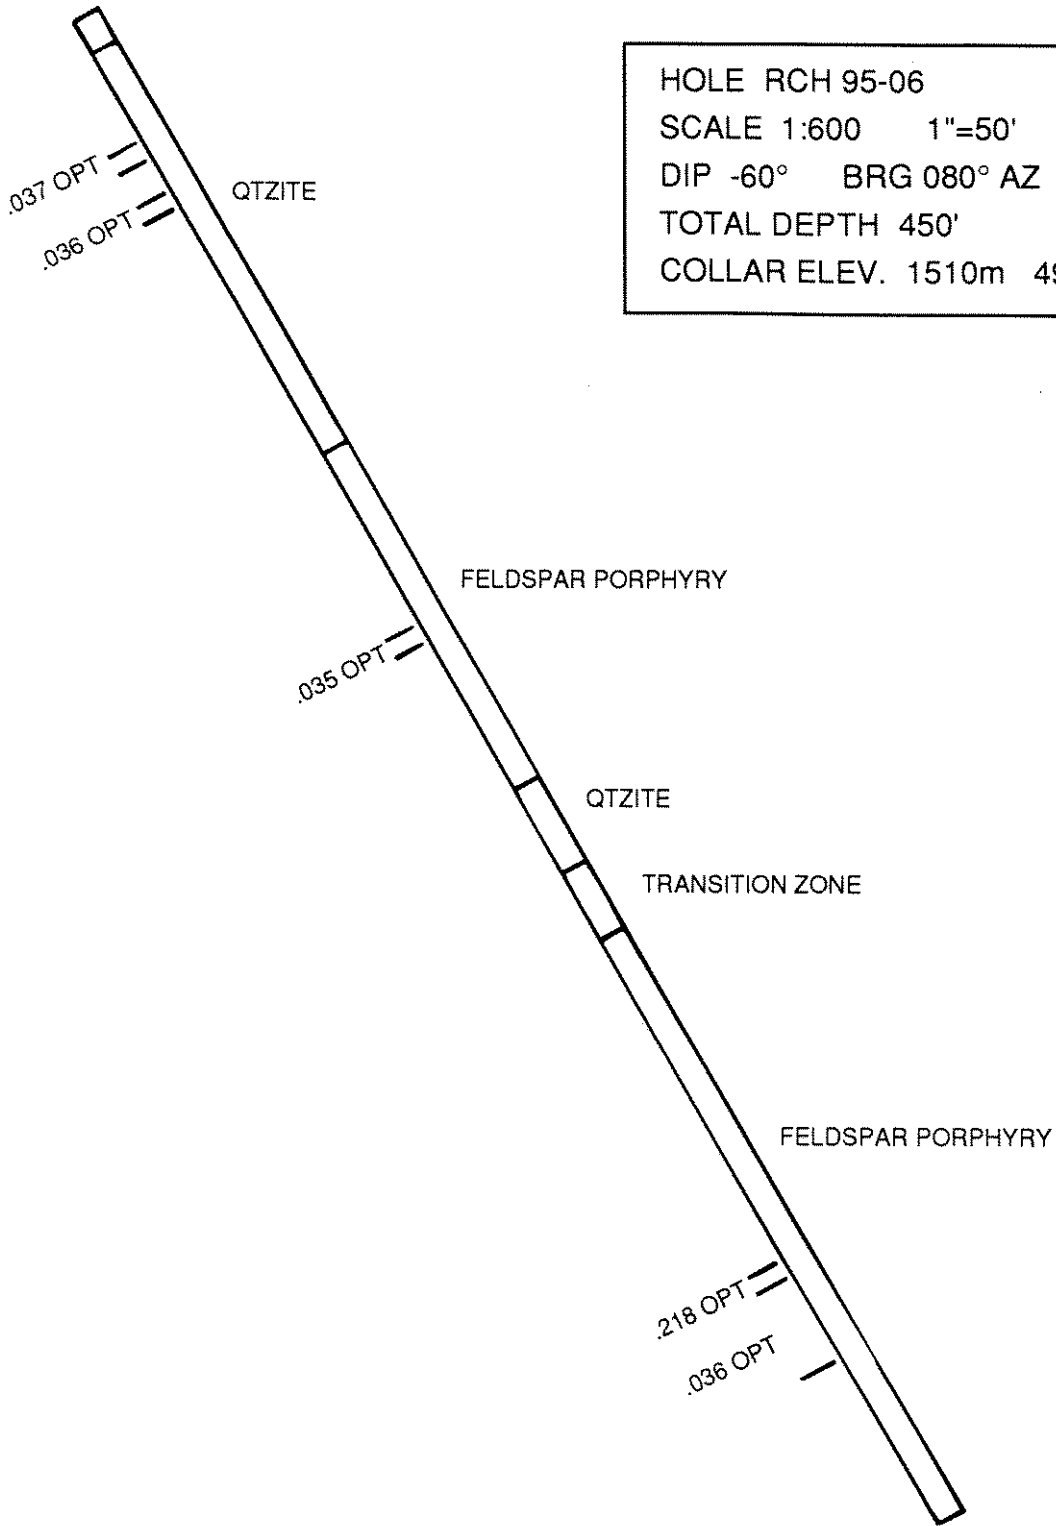 HOLE RCH 95-06
SCALE 1:600 1"=50'
DIP -60° BRG 080° AZ
TOTAL DEPTH 450'
COLLAR ELEV. 1510m
.037 OPT
QTZITE
.036 OPT
FELDSPAR PORPHYRY
.035 OPT
QTZITE
TRANSITION ZONE
FELDSPAR PORPHYRY
.218 OPT
.036 OPT